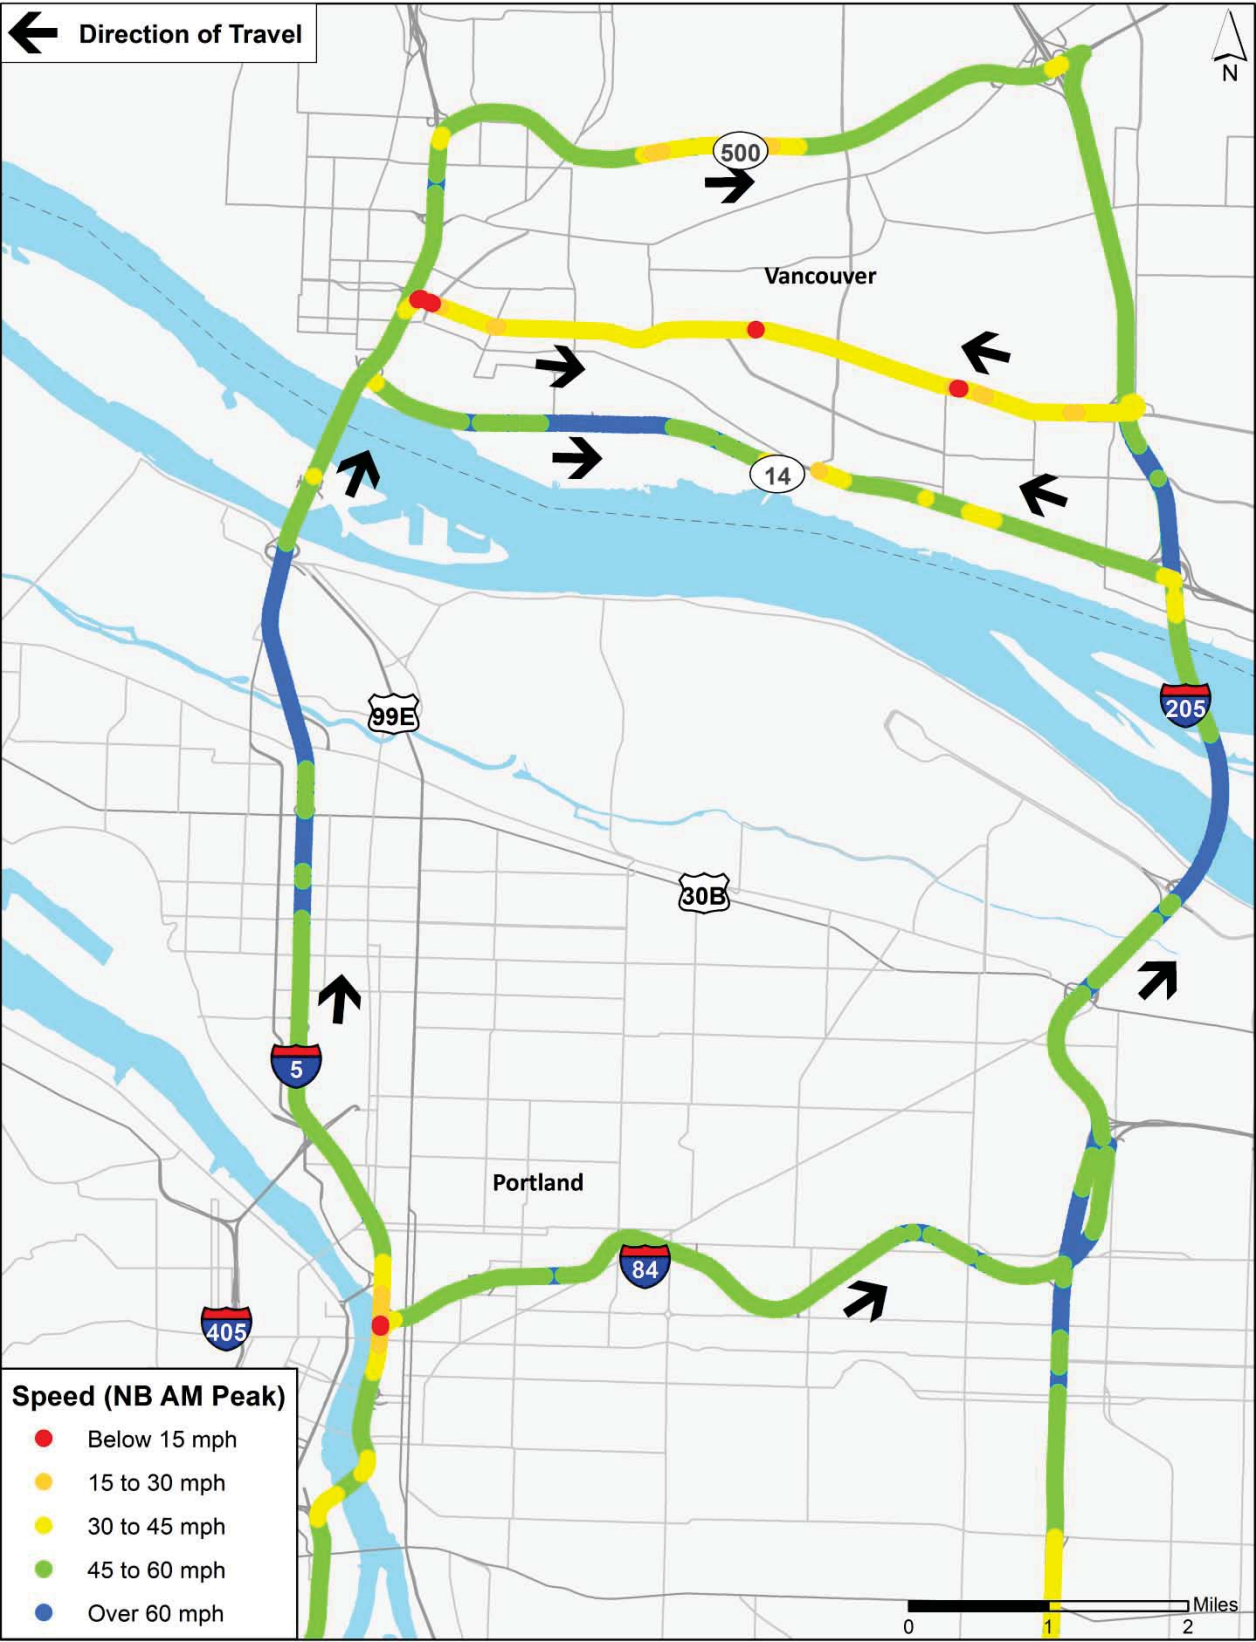 Direction of Travel
N
500
Vancouver
14
205
99E
30B
5
Portland
84
405
Speed (NB AM Peak)
Below 15 mph
15 to 30 mph
30 to 45 mph
45 to 60 mph
Over 60 mph
Miles
0 1 2